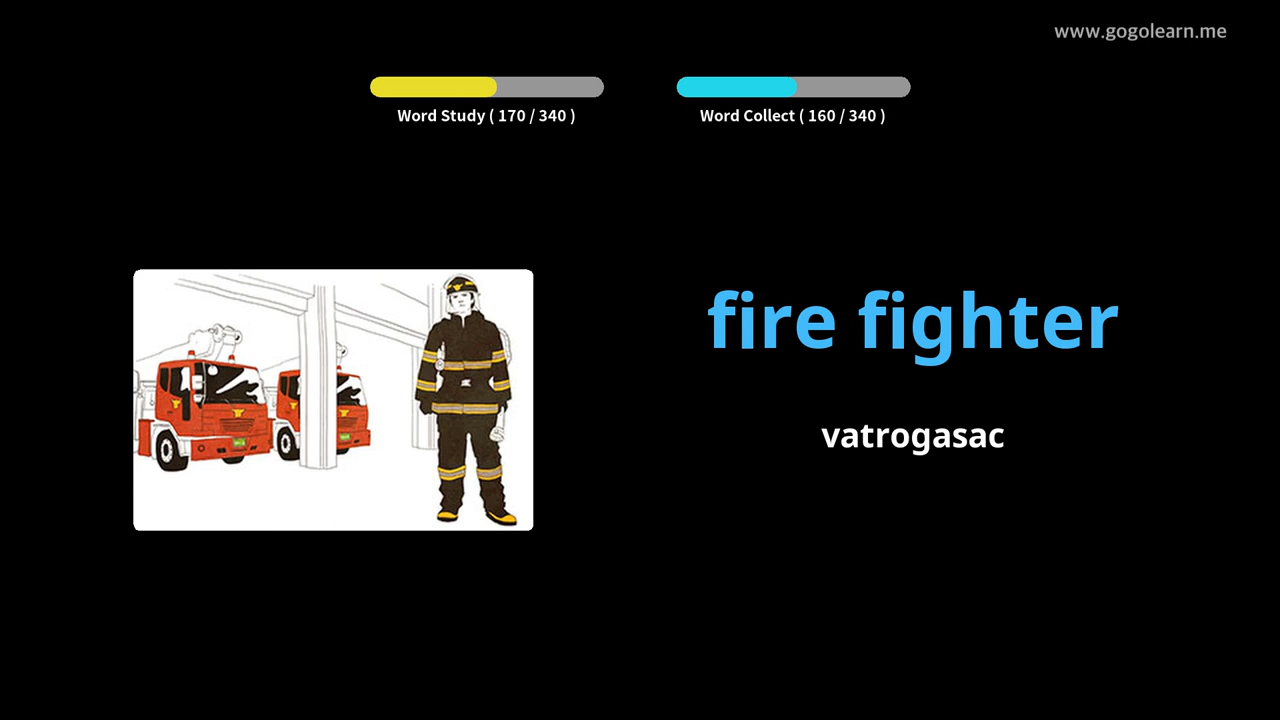 www.gogolearn.me
Word Study ( 170 / 340 )
Word Collect ( 160 / 340 )
fire fighter
vatrogasac